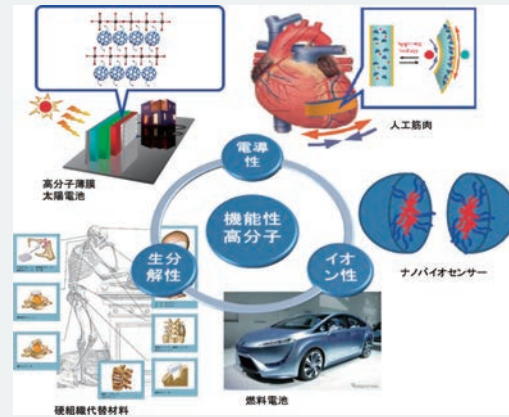 人工筋肉
電導
性
高分子薄膜
太陽電池
機能性
高分子
生分
解性
イオ
ン性
ナノバイオセンサー
燃料電池
硬組織代替材料